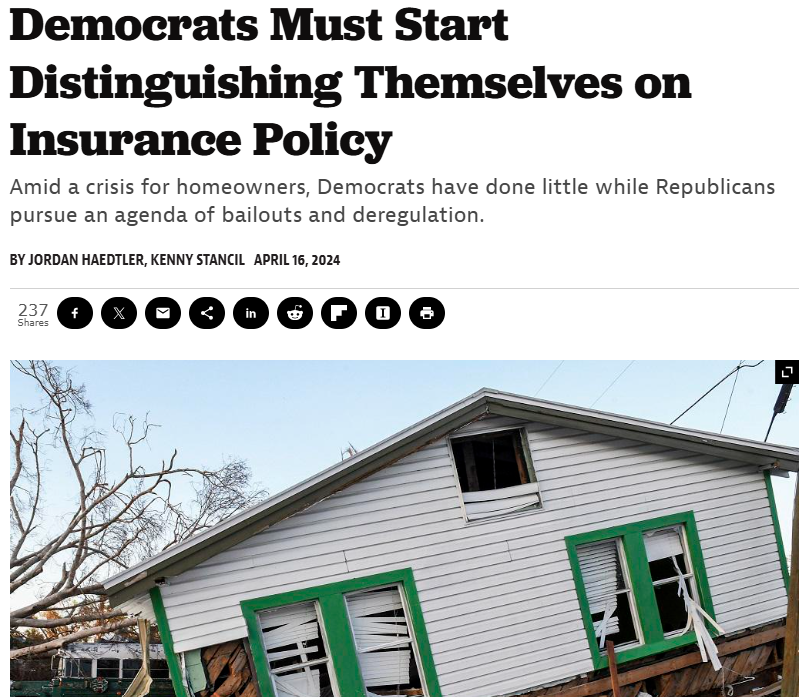 Democrats Must Start
Distinguishing Themselves on
Insurance Policy
Amid a crisis for homeowners, Democrats have done little while Republicans
pursue an agenda of bailouts and deregulation.
BY JORDAN HAEDTLER, KENNY STANCIL APRIL 16, 2024
237
Shares